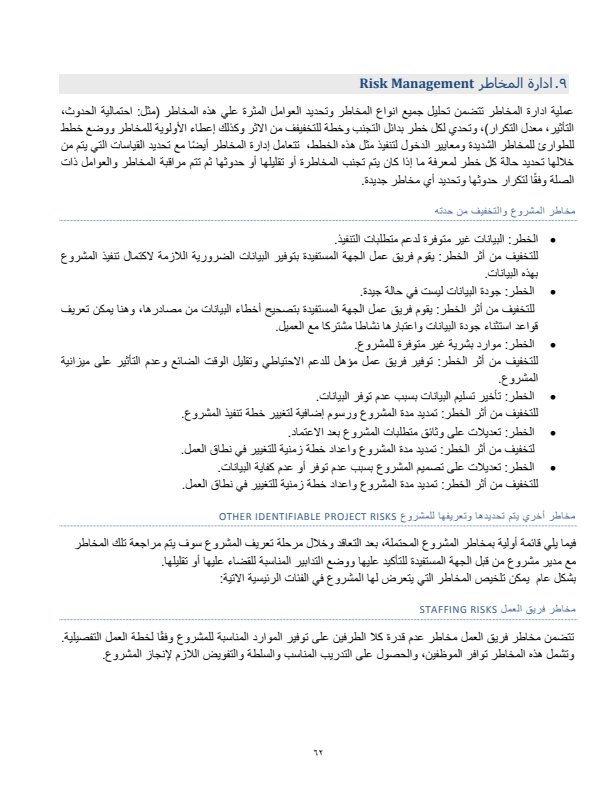 ٩. ادارة المخاطر Risk Management
عملية ادارة المخاطر تتضمن تحليل جميع انواع المخاطر وتحديد العوامل المثرة علي هذه المخاطر (مثل: احتمالية الحدوث،
التأثير، معدل التكرار)، وتحدي لكل خطر بدائل التجنب وخطة للتخفيفف من الاثر وكذلك إعطاء الأولوية للمخاطر ووضع خطط
للطوارئ للمخاطر الشديدة ومعايير الدخول لتنفيذ مثل هذة الخطط، تتعامل إدارة المخاطر أيضًا مع تحديد القياسات التي يتم من
خلالها تحديد حالة كل خطر لمعرفة ما إذا كان يتم تجنب المخاطرة أو تقليلها أو حدوثها ثم تتم مراقبة المخاطر والعوامل ذات
الصلة وفقًا لتكرار حدوثها وتحديد أي مخاطر جديدة.
مخاطر المشروع والتخفيف من حدته
• الخطر: البيانات غير متوفرة لدعم متطلبات التنفيذ.
للتخفيف من أثر الخطر: يقوم فريق عمل الجهة المستفيدة بتوفير البيانات الضرورية اللازمة لاكتمال تنفيذ المشروع
بهذه البيانات.
• الخطر: جودة البيانات ليست في حالة جيدة.
للتخفيف من أثر الخطر: يقوم فريق عمل الجهة المستفيدة بتصحيح أخطاء البيانات من مصادرها، وهنا يمكن تعريف
قواعد استثناء جودة البيانات واعتبارها نشاطا مشتركا مع العميل.
• الخطر: موارد بشرية غير متوفرة للمشروع.
للتخفيف من أثر الخطر: توفير فريق عمل مؤهل للدعم الاحتياطي وتقليل الوقت الضائع وعدم التأثير على ميزانية
المشروع.
• الخطر: تأخير تسليم البيانات بسبب عدم توفر البيانات.
للتخفيف من أثر الخطر: تمديد مدة المشروع ورسوم إضافية لتغيير خطة تنفيذ المشروع.
• الخطر: تعديلات على وثائق متطلبات المشروع بعد الاعتماد.
لتخفيف من أثر الخطر: تمديد مدة المشروع واعداد خطة زمنية للتغيير في نطاق العمل.
• الخطر: تعديلات على تصميم المشروع بسبب عدم توفر أو عدم كفاية البيانات.
للتخفيف من أثر الخطر: تمديد مدة المشروع واعداد خطة زمنية للتغيير في نطاق العمل.
مخاطر أخري يتم تحديدها وتعريفها للمشروع OTHER IDENTIFIABLE PROJECT RISKS
فيما يلي قائمة أولية بمخاطر المشروع المحتملة، بعد التعاقد وخلال مرحلة تعريف المشروع سوف يتم مراجعة تلك المخاطر
مع مدير مشروع من قبل الجهة المستفيدة للتأكيد عليها ووضع التدابير المناسبة للقضاء عليها أو تقليلها.
بشكل عام يمكن تلخيص المخاطر التي يتعرض لها المشروع في الفئات الرئيسية الاتية:
مخاطر فريق العمل STAFFING RISKS
تتضمن مخاطر فريق العمل مخاطر عدم قدرة كلا الطرفين على توفير الموارد المناسبة للمشروع وفقًا لخطة العمل التفصيلية.
وتشمل هذه المخاطر توافر الموظفين، والحصول على التدريب المناسب والسلطة والتفويض اللازم لإنجاز المشروع.
٦٢